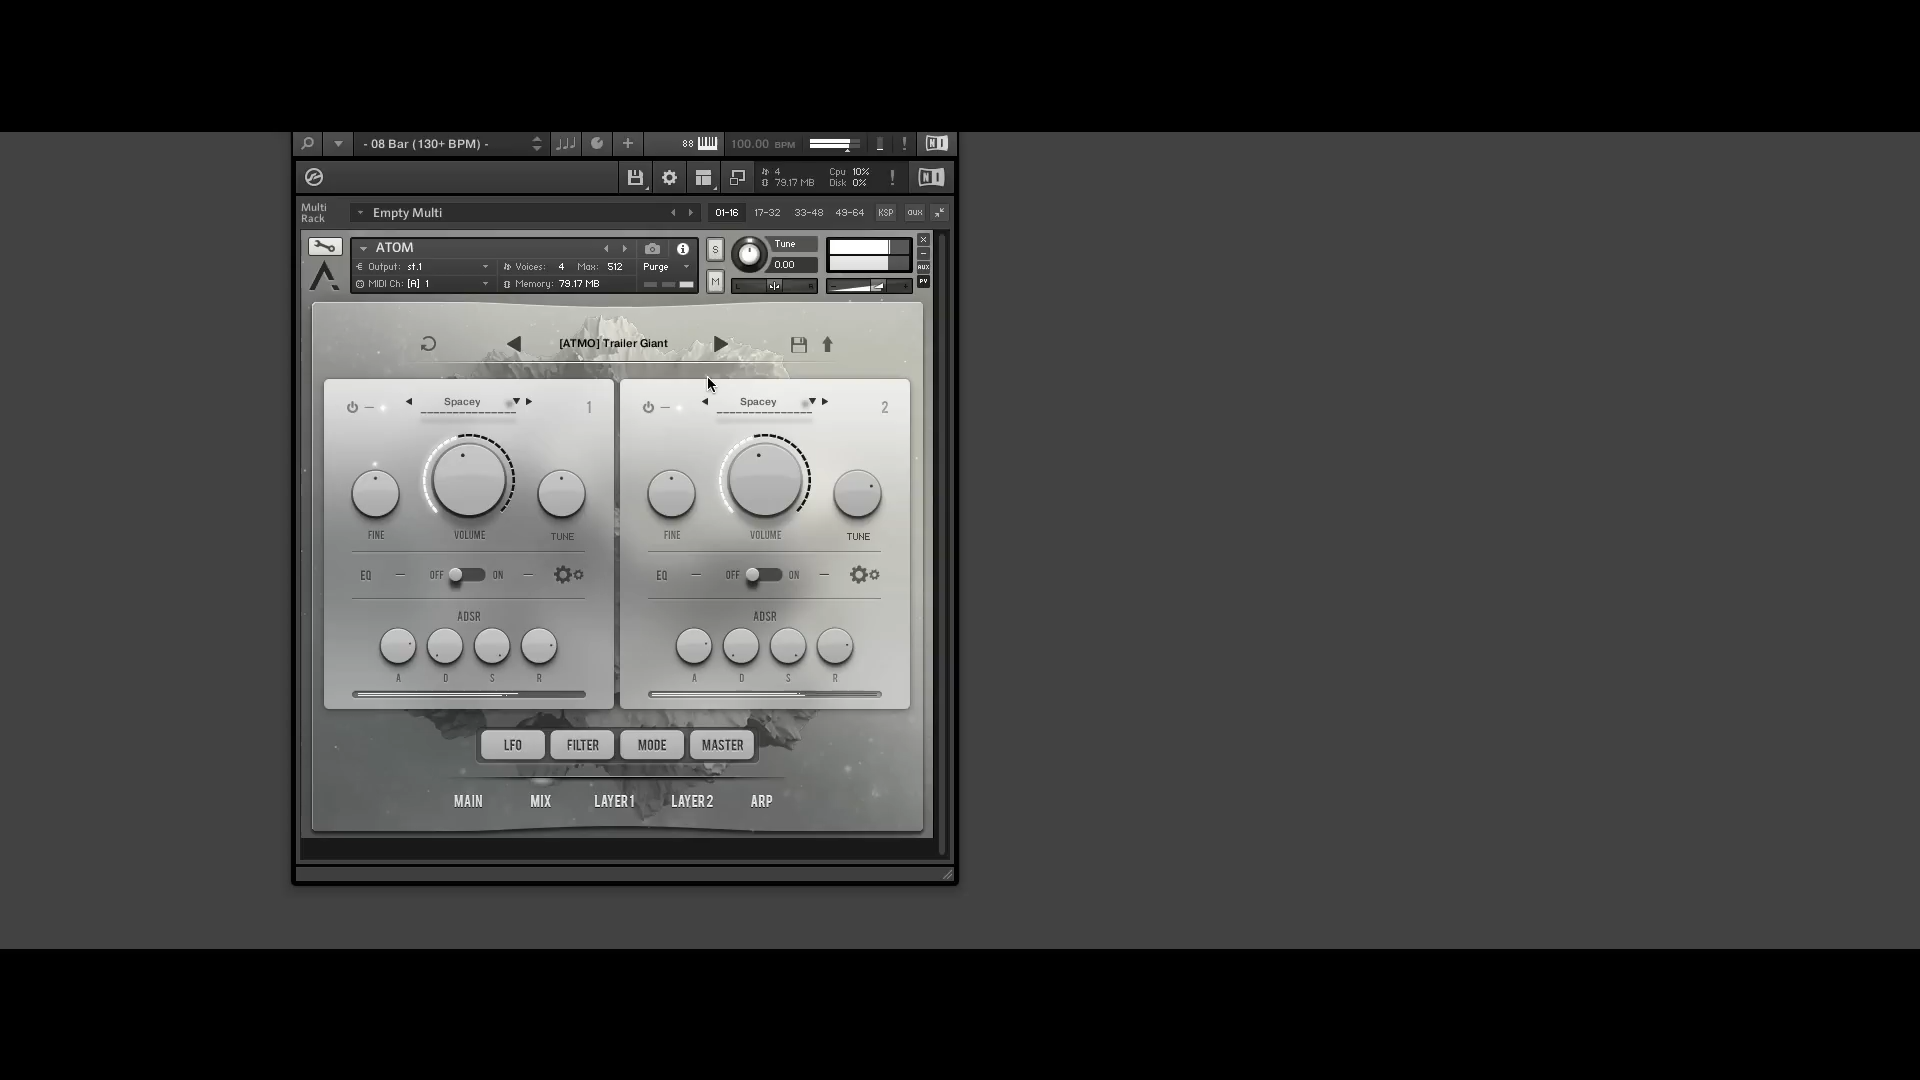 - 08 Bar (130+ BPM) -
88
100.00 BPM
NI
4
79.17 MB
Cpu 10%
Disk 0%
NI
Multi
Rack
Empty Multi
01-16 17-32 33-48 49-64 KSP aux
ATOM
S
Tune
0.00
Output: st.1
Voices: 4 Max: 512
Purge
MIDI Ch: [A] 1
Memory: 79.17 MB
M
L R
AUX
PV
[ATMO] Trailer Giant
Spacey
1
FINE VOLUME TUNE
EQ OFF ON
ADSR
A D S R
Spacey
2
FINE VOLUME TUNE
EQ OFF ON
ADSR
A D S R
LFO FILTER MODE MASTER
MAIN MIX LAYER1 LAYER2 ARP